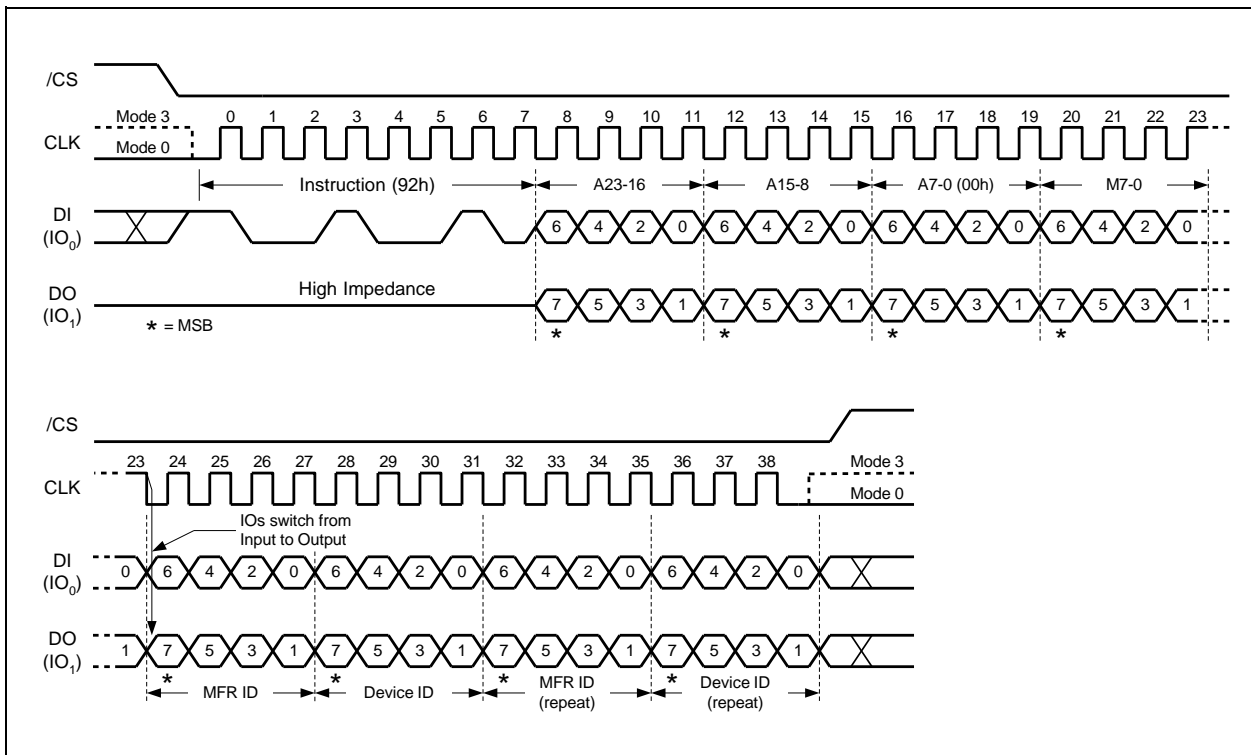 /CS
Mode 3 0 1 2 3 4 5 6 7 8 9 10 11 12 13 14 15 16 17 18 19 20 21 22 23
CLK
Mode 0
Instruction (92h) A23-16 A15-8 A7-0 (00h) M7-0
DI
(IO0)
6 4 2 0 6 4 2 0 6 4 2 0 6 4 2 0
High Impedance
DO
(IO1)
7 5 3 1 7 5 3 1 7 5 3 1 7 5 3 1
* = MSB
* * * *
/CS
23 24 25 26 27 28 29 30 31 32 33 34 35 36 37 38 Mode 3
CLK
Mode 0
IOs switch from
Input to Output
DI
(IO0)
0 6 4 2 0 6 4 2 0 6 4 2 0 6 4 2 0
DO
(IO1)
1 7 5 3 1 7 5 3 1 7 5 3 1 7 5 3 1
* * * *
MFR ID Device ID MFR ID
(repeat)
Device ID
(repeat)